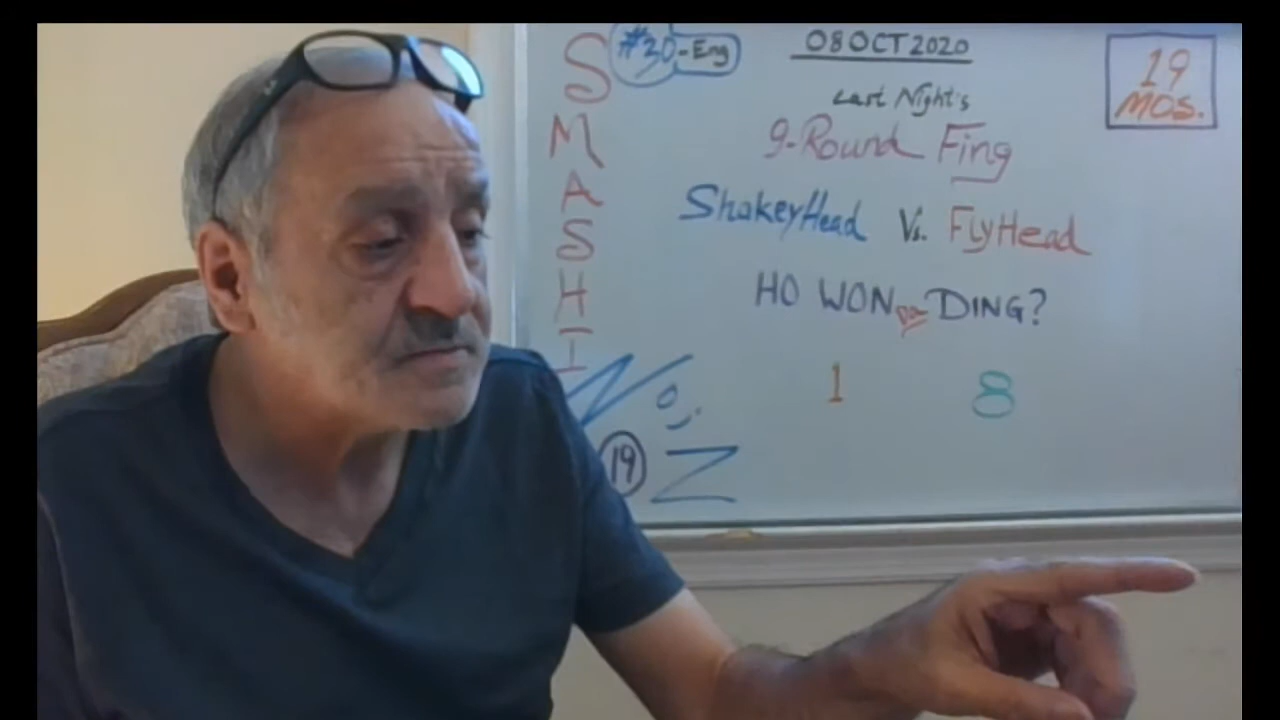 #30-Eng
08 OCT 2020
19
MOS.
Last Night's
9-Round Fing
ShakeyHead Vs. FlyHead
HO WON DING?
1 8
S
M
A
S
H
I
19
Z